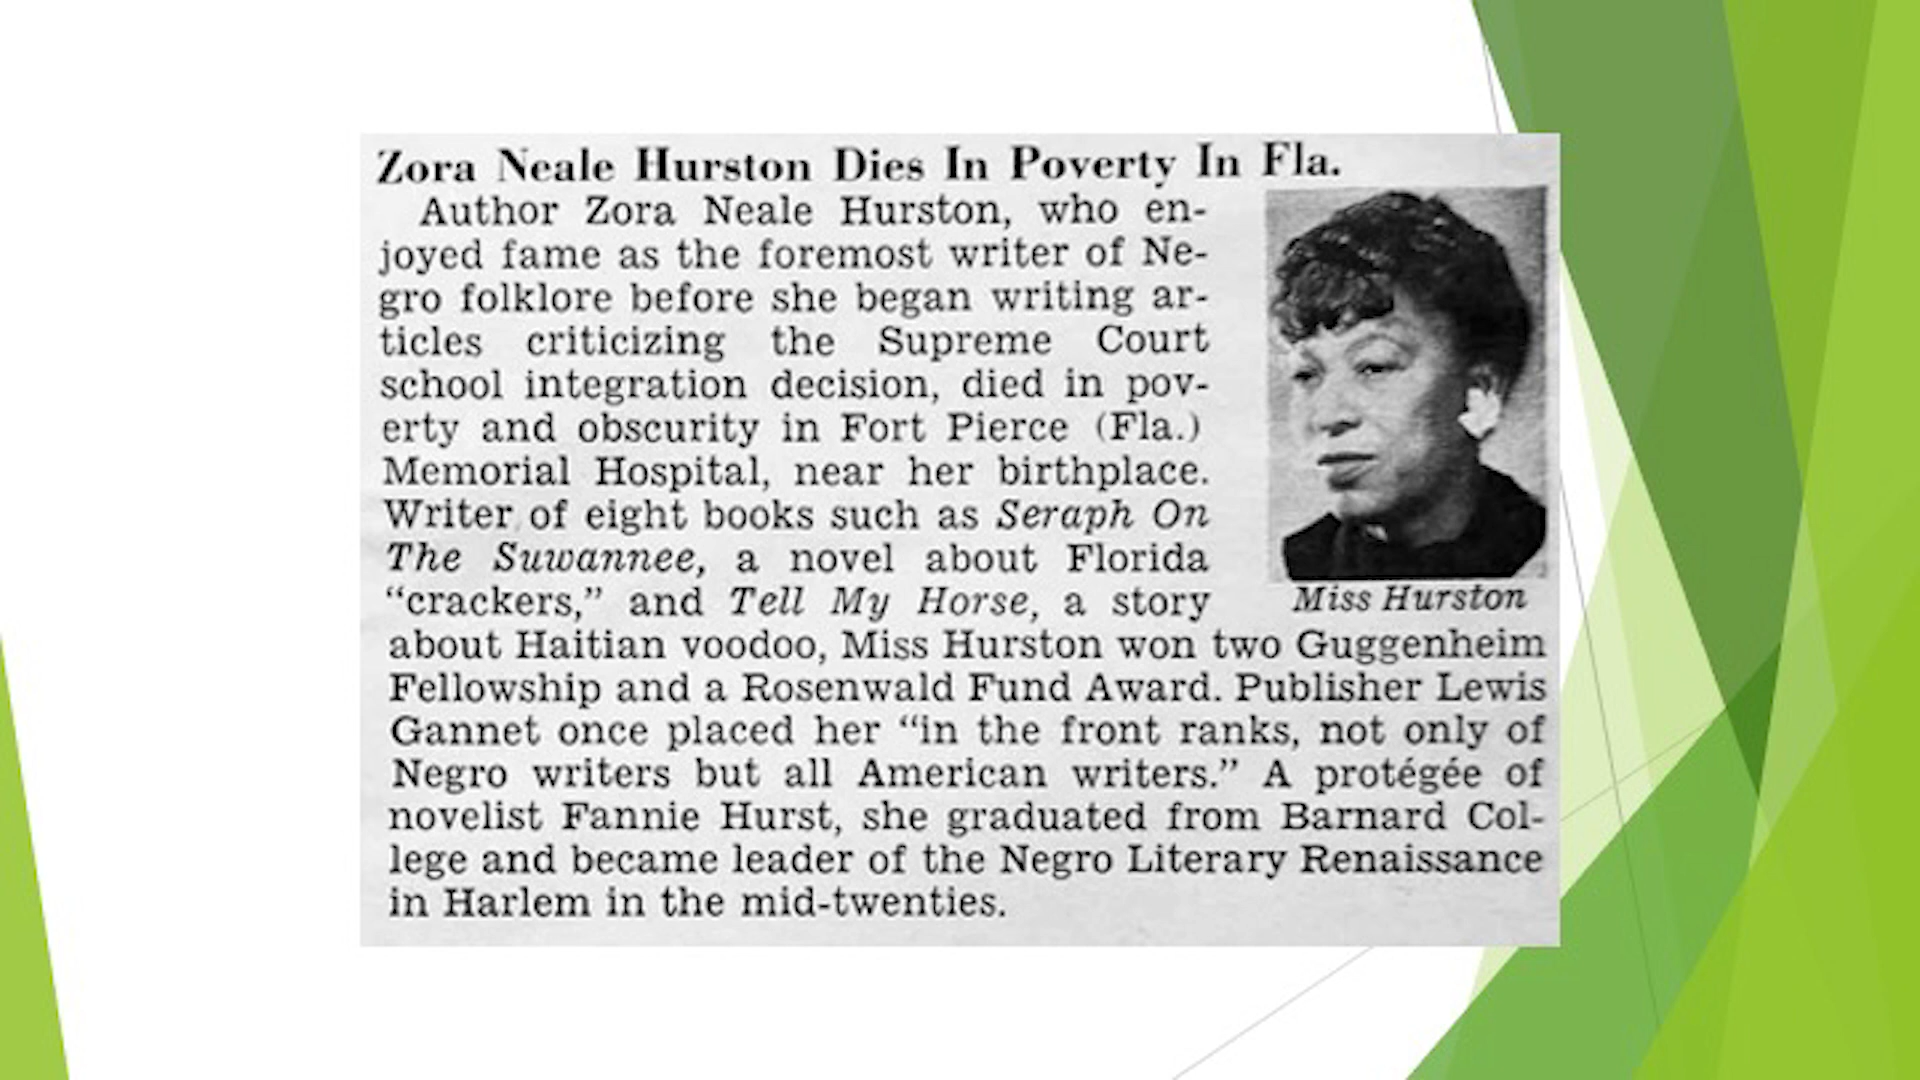 Zora Neale Hurston Dies In Poverty In Fla.
Author Zora Neale Hurston, who en-
joyed fame as the foremost writer of Ne-
gro folklore before she began writing ar-
ticles criticizing the Supreme Court
school integration decision, died in pov-
erty and obscurity in Fort Pierce (Fla.)
Memorial Hospital, near her birthplace.
Writer of eight books such as Seraph On
The Suwannee, a novel about Florida
“crackers,” and Tell My Horse, a story
about Haitian voodoo, Miss Hurston won two Guggenheim
Fellowship and a Rosenwald Fund Award. Publisher Lewis
Gannet once placed her “in the front ranks, not only of
Negro writers but all American writers.” A protégée of
novelist Fannie Hurst, she graduated from Barnard Col-
lege and became leader of the Negro Literary Renaissance
in Harlem in the mid-twenties.
Miss Hurston